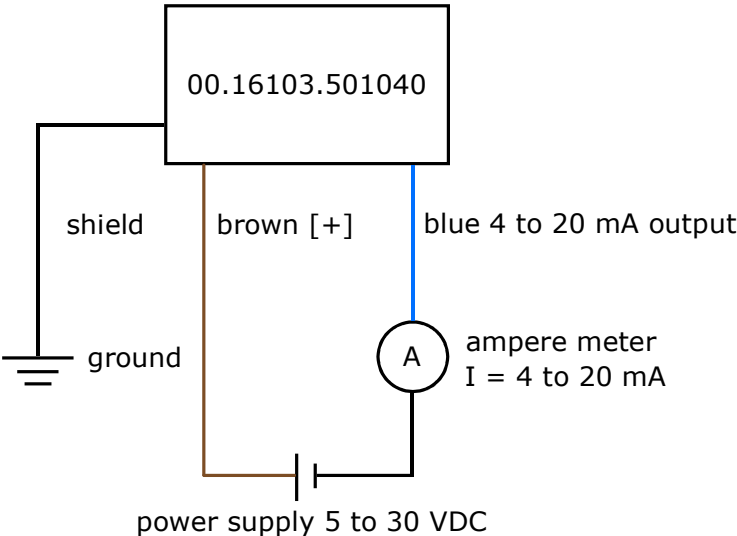 00.16103.501040
shield
brown [+]
blue 4 to 20 mA output
ground
A
ampere meter
I = 4 to 20 mA
power supply 5 to 30 VDC